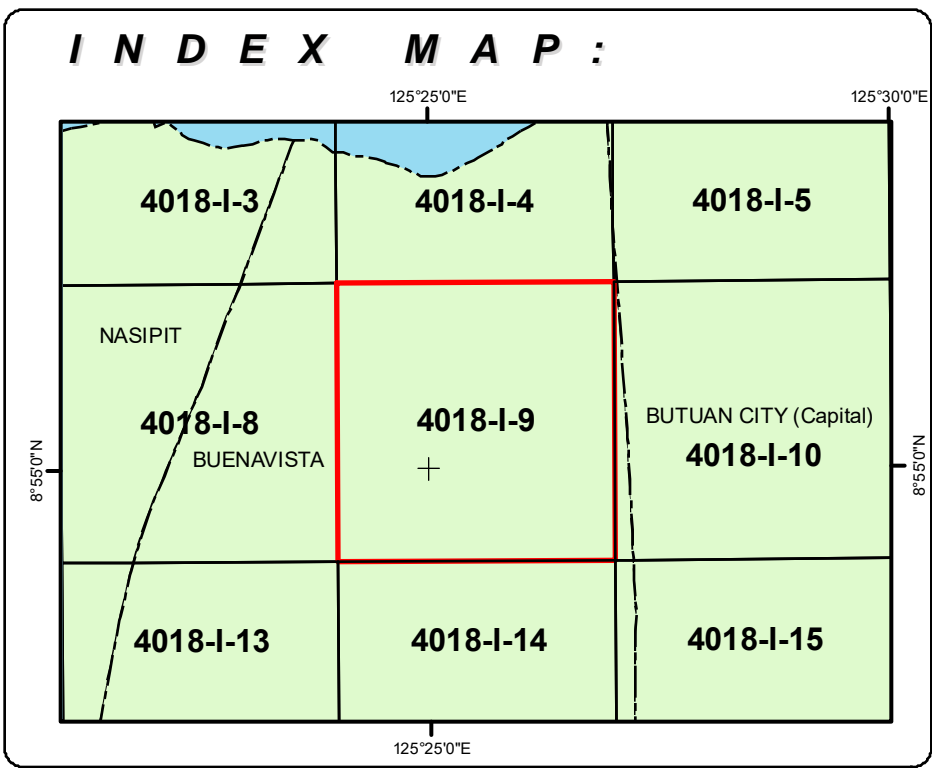 INDEX MAP:
125°25'0"E 125°30'0"E
4018-I-3 4018-I-4 4018-I-5
NASIPIT
4018-I-8 4018-I-9 BUTUAN CITY (Capital)
BUENAVISTA 4018-I-10
8°55'0"N 8°55'0"N
4018-I-13 4018-I-14 4018-I-15
125°25'0"E